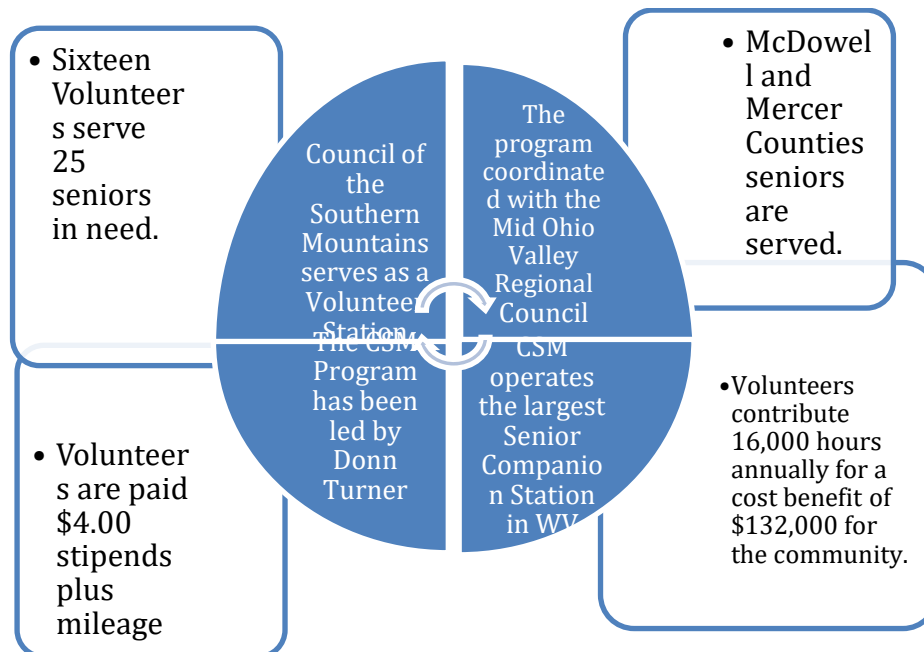 • Sixteen
Volunteer
s serve
25
seniors
in need.
Council of
the
Southern
Mountains
serves as a
Volunteer
Station
The
program
coordinate
d with the
Mid Ohio
Valley
Regional
Council
• McDowel
l and
Mercer
Counties
seniors
are
served.
• Volunteer
s are paid
$4.00
stipends
plus
mileage
The CSM
Program
has been
led by
Donn
Turner
CSM
operates
the largest
Senior
Companio
n Station
in WV
•Volunteers
contribute
16,000 hours
annually for a
cost benefit of
$132,000 for
the community.